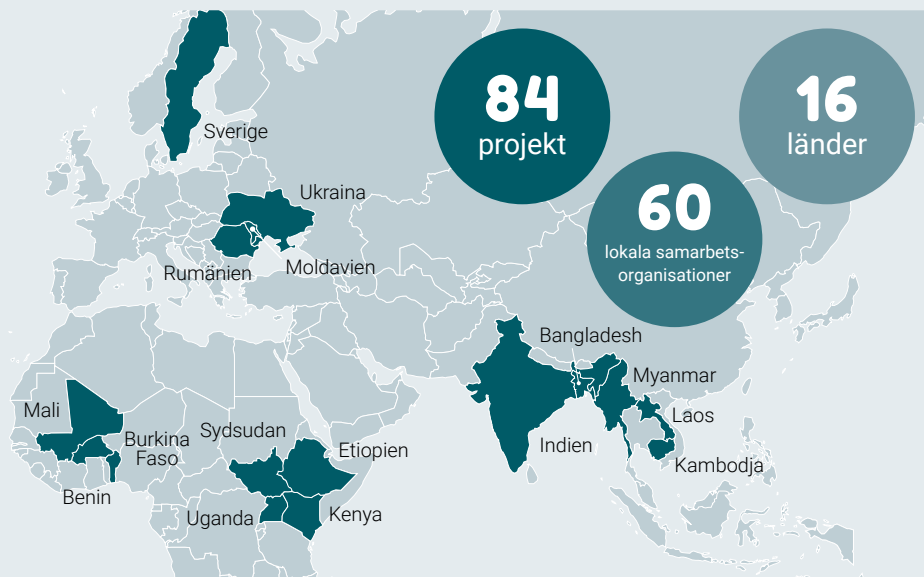 84
projekt
16
länder
60
lokala samarbets-
organisationer
Sverige
Ukraina
Rumänien
Moldavien
Bangladesh
Myanmar
Laos
Indien
Kambodja
Mali
Burkina
Faso
Benin
Sydsudan
Etiopien
Uganda
Kenya